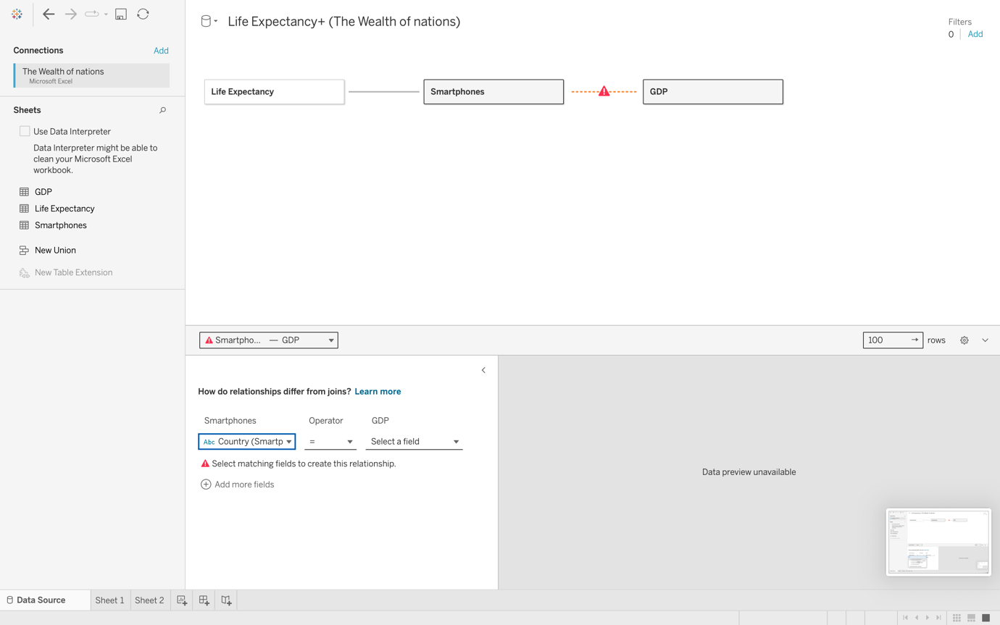 Life Expectancy+ (The Wealth of nations)
Filters
0
Add
Connections
Add
The Wealth of nations
Microsoft Excel
Sheets
Use Data Interpreter
Data Interpreter might be able to
clean your Microsoft Excel
workbook.
GDP
Life Expectancy
Smartphones
New Union
New Table Extension
Life Expectancy
Smartphones
GDP
Smartpho... — GDP
100
rows
How do relationships differ from joins? Learn more
Smartphones
Operator
GDP
Abc Country (Smartp
=
Select a field
Select matching fields to create this relationship.
Add more fields
Data preview unavailable
Data Source
Sheet 1
Sheet 2